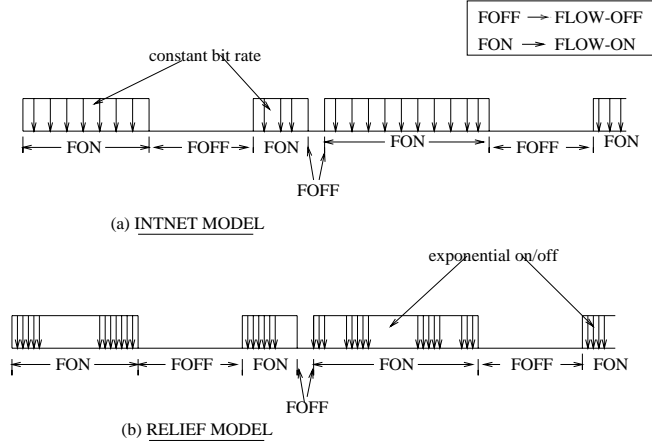 FOFF → FLOW-OFF
FON → FLOW-ON
constant bit rate
FON
FOFF
FON
FON
FOFF
FON
FOFF
(a) INTNET MODEL
exponential on/off
FON
FOFF
FON
FON
FOFF
FON
FOFF
(b) RELIEF MODEL